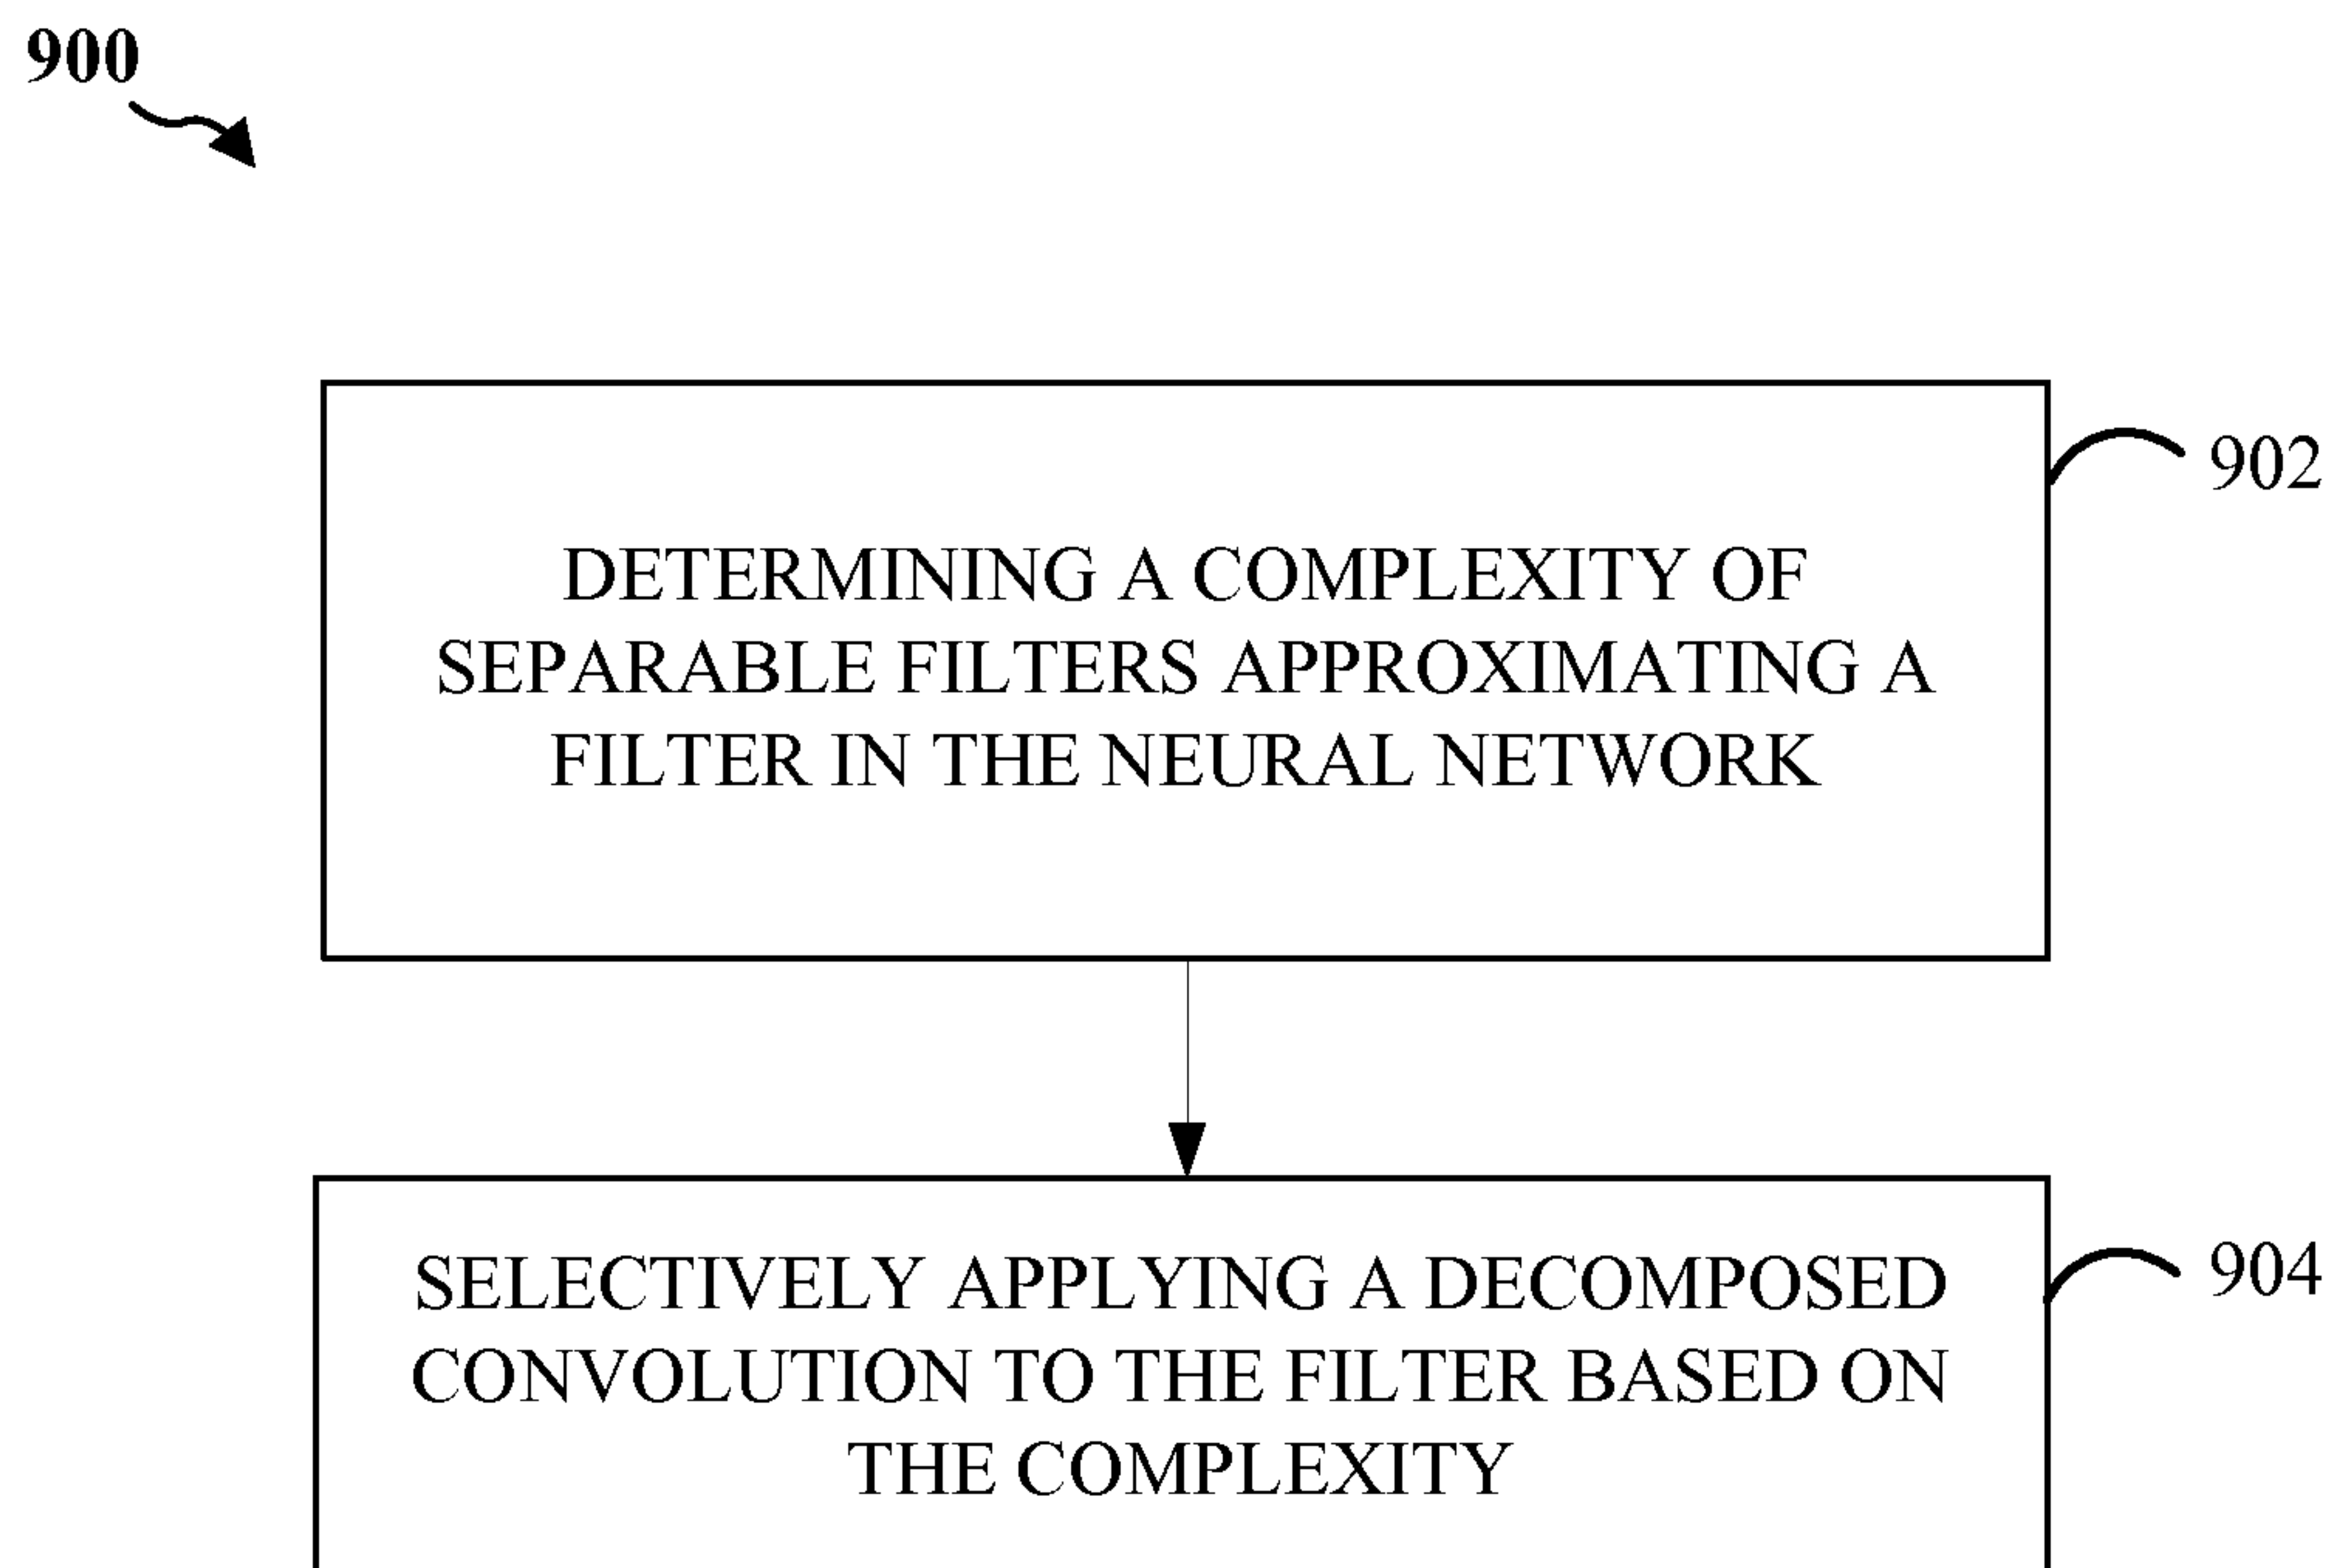 900
902
DETERMINING A COMPLEXITY OF
SEPARABLE FILTERS APPROXIMATING A
FILTER IN THE NEURAL NETWORK
904
SELECTIVELY APPLYING A DECOMPOSED
CONVOLUTION TO THE FILTER BASED ON
THE COMPLEXITY